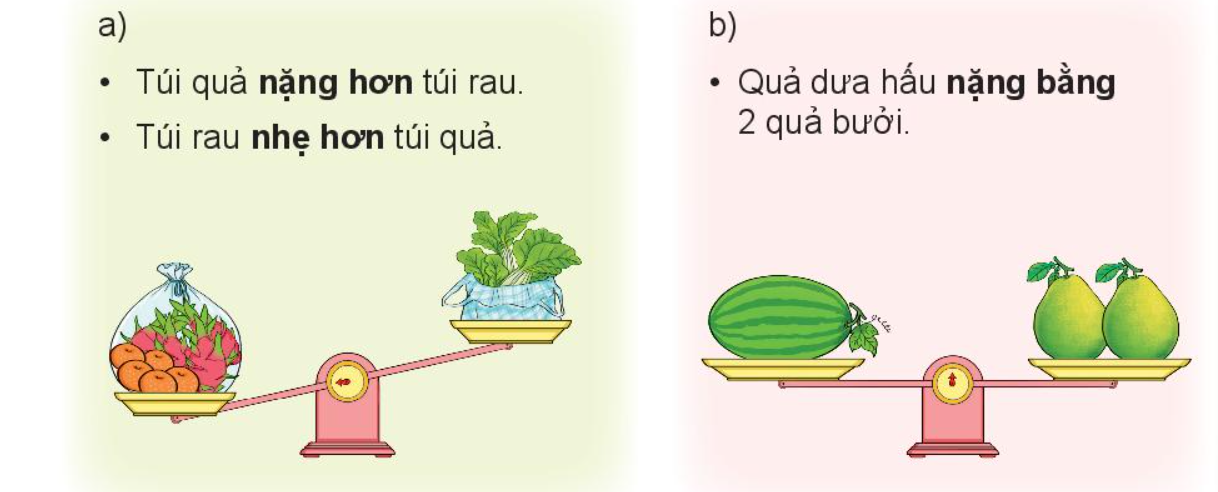 a)
• Túi quả nặng hơn túi rau.
• Túi rau nhẹ hơn túi quả.
b)
• Quả dưa hấu nặng bằng
2 quả bưởi.